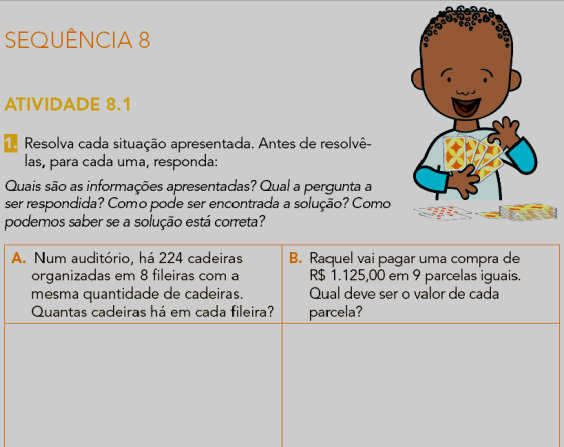 SEQUÊNCIA 8
ATIVIDADE 8.1
1. Resolva cada situação apresentada. Antes de resolvê-
las, para cada uma, responda:
Quais são as informações apresentadas? Qual a pergunta a
ser respondida? Como pode ser encontrada a solução? Como
podemos saber se a solução está correta?
A. Num auditório, há 224 cadeiras
organizadas em 8 fileiras com a
mesma quantidade de cadeiras.
Quantas cadeiras há em cada fileira?
B. Raquel vai pagar uma compra de
R$ 1.125,00 em 9 parcelas iguais.
Qual deve ser o valor de cada
parcela?